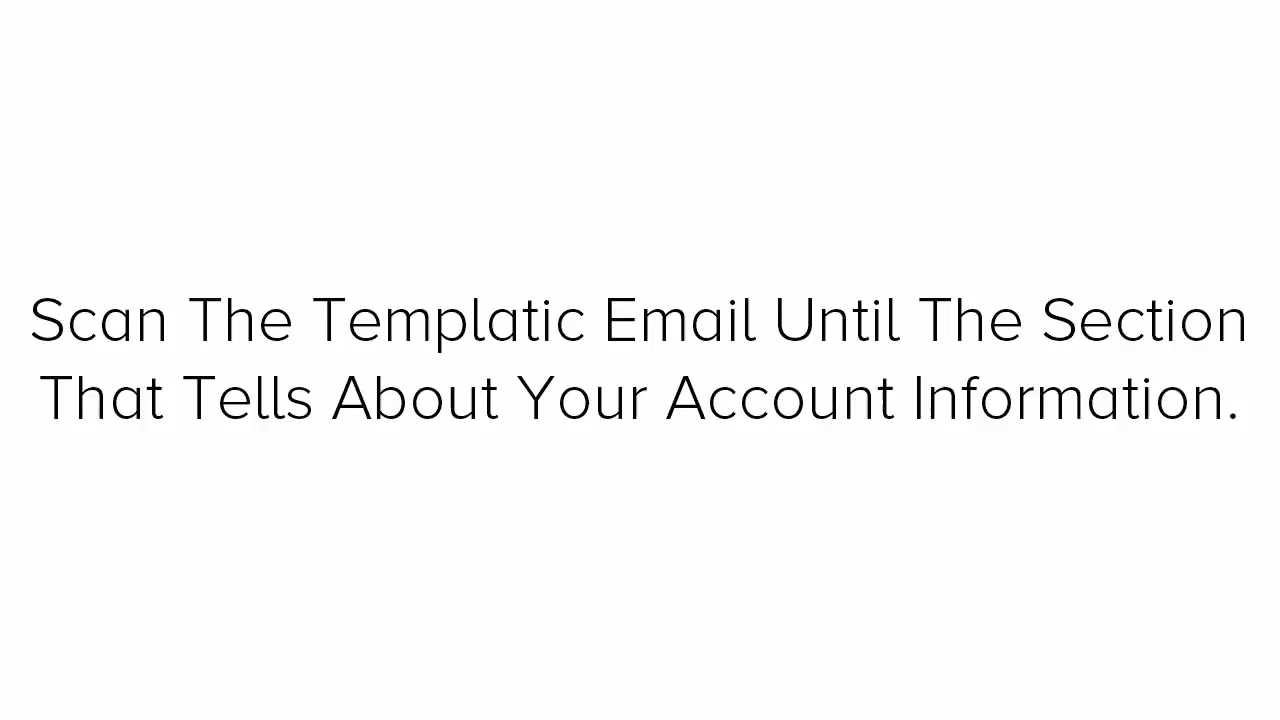 Scan The Templatic Email Until The Section
That Tells About Your Account Information.